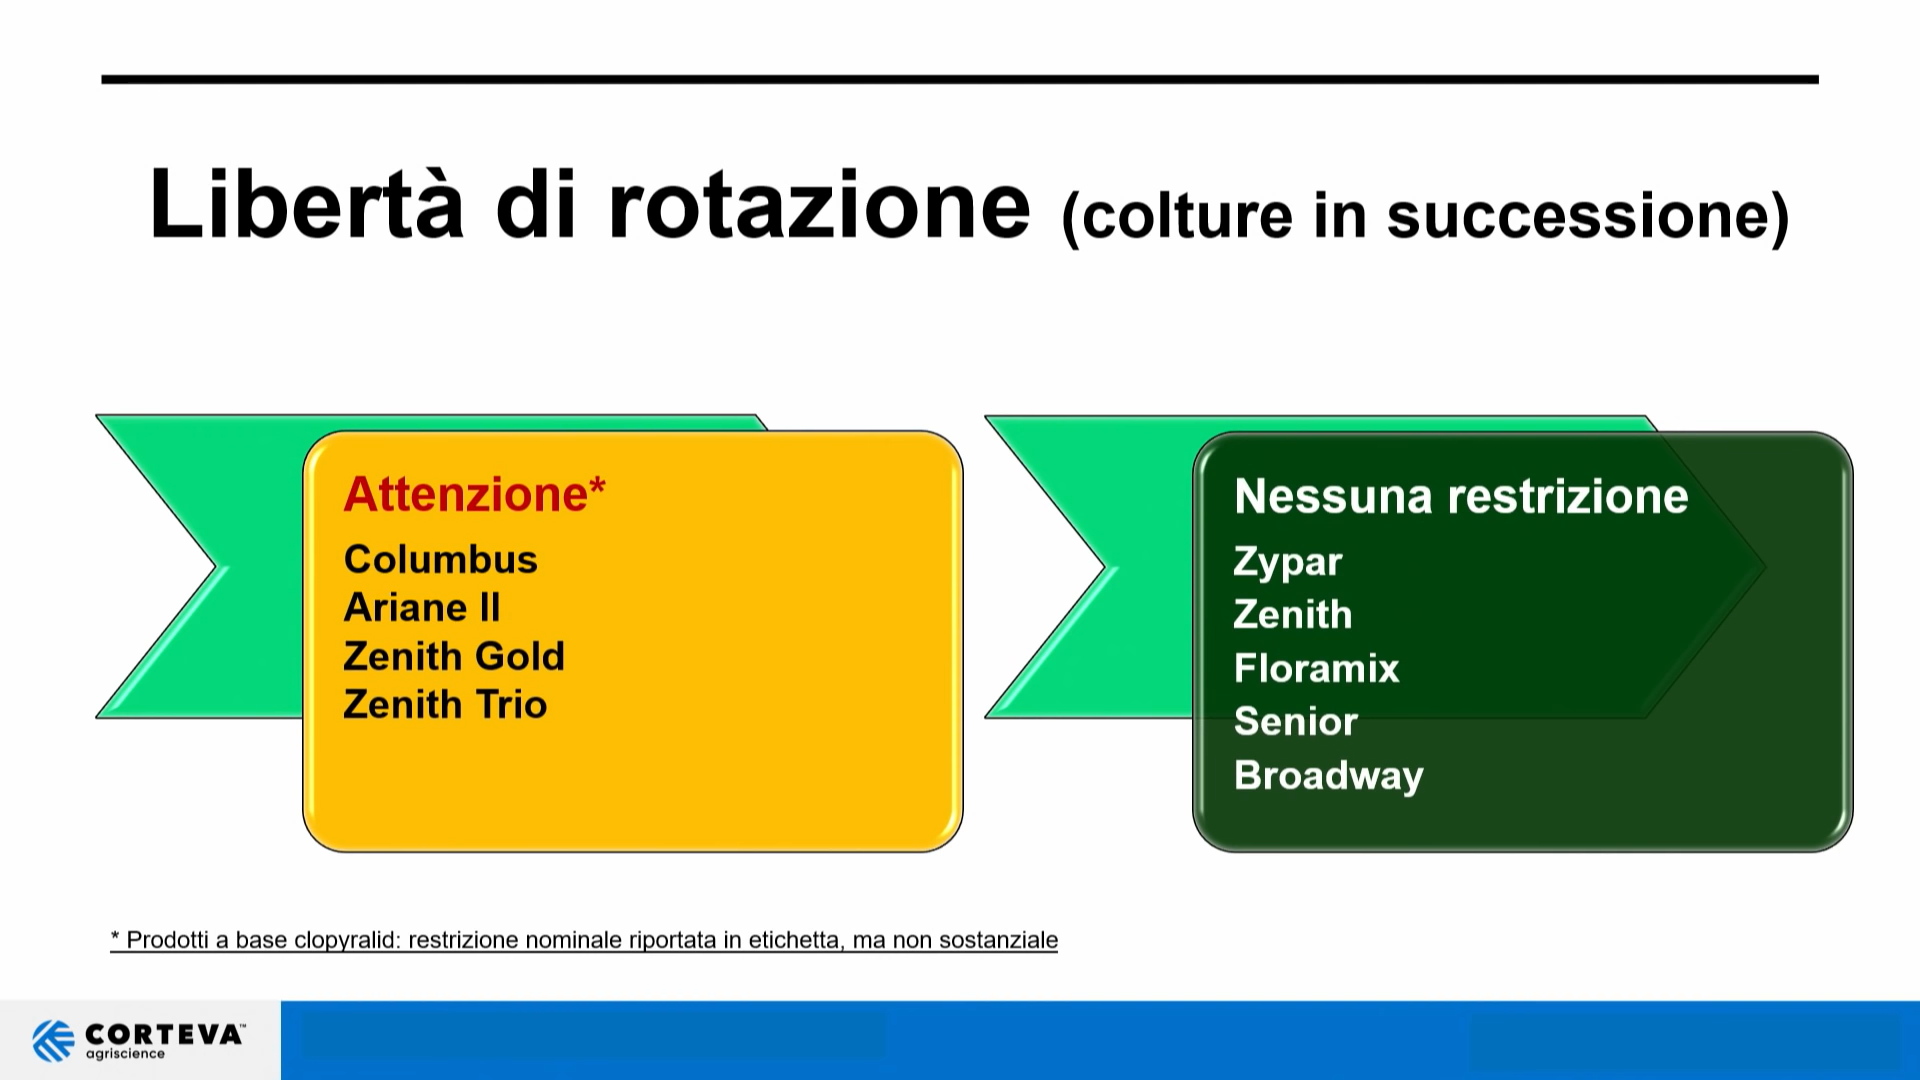 Libertà di rotazione (colture in successione)
Attenzione*
Columbus
Ariane II
Zenith Gold
Zenith Trio
Nessuna restrizione
Zypar
Zenith
Floramix
Senior
Broadway
* Prodotti a base clopyralid: restrizione nominale riportata in etichetta, ma non sostanziale
CORTEVA™
agriscience